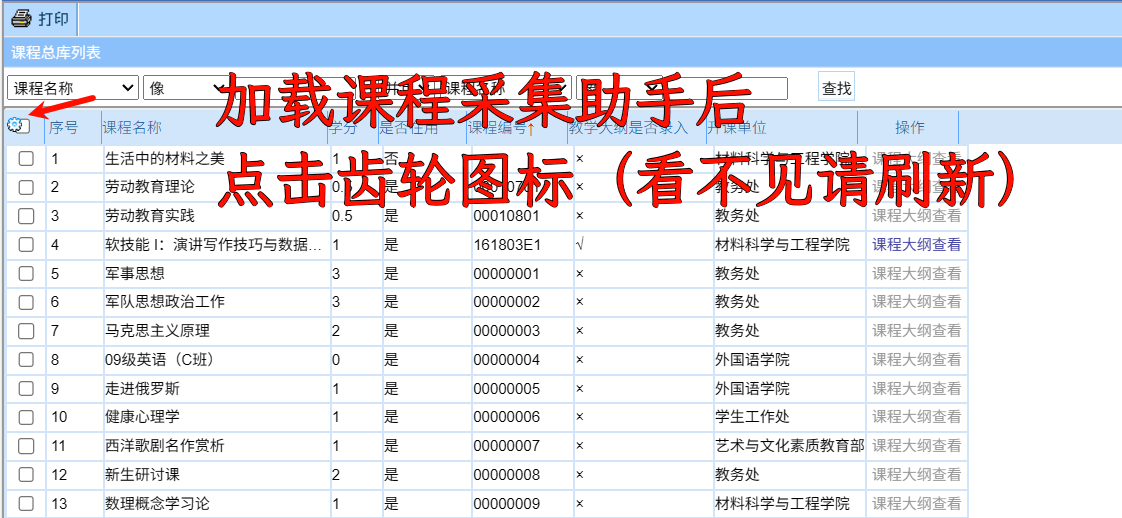 打印
课程总库列表
课程名称 像 查找
加载课程采集助手后
序号 课程名称 学分 是否在用 课程编号↑ 教学大纲是否录入 开课单位 操作
点击齿轮图标（看不见请刷新）
1 生活中的材料之美 1 否 × 材料科学与工程学院 课程大纲查看
2 劳动教育理论 是 × 教务处 课程大纲查看
3 劳动教育实践 0.5 是 00010801 × 教务处 课程大纲查看
4 软技能 I：演讲写作技巧与数据… 1 是 161803E1 √ 材料科学与工程学院 课程大纲查看
5 军事思想 3 是 00000001 × 教务处 课程大纲查看
6 军队思想政治工作 3 是 00000002 × 教务处 课程大纲查看
7 马克思主义原理 2 是 00000003 × 教务处 课程大纲查看
8 09级英语（C班） 0 是 00000004 × 外国语学院 课程大纲查看
9 走进俄罗斯 1 是 00000005 × 外国语学院 课程大纲查看
10 健康心理学 1 是 00000006 × 学生工作处 课程大纲查看
11 西洋歌剧名作赏析 1 是 00000007 × 艺术与文化素质教育部 课程大纲查看
12 新生研讨课 2 是 00000008 × 教务处 课程大纲查看
13 数理概念学习论 1 是 00000009 × 材料科学与工程学院 课程大纲查看